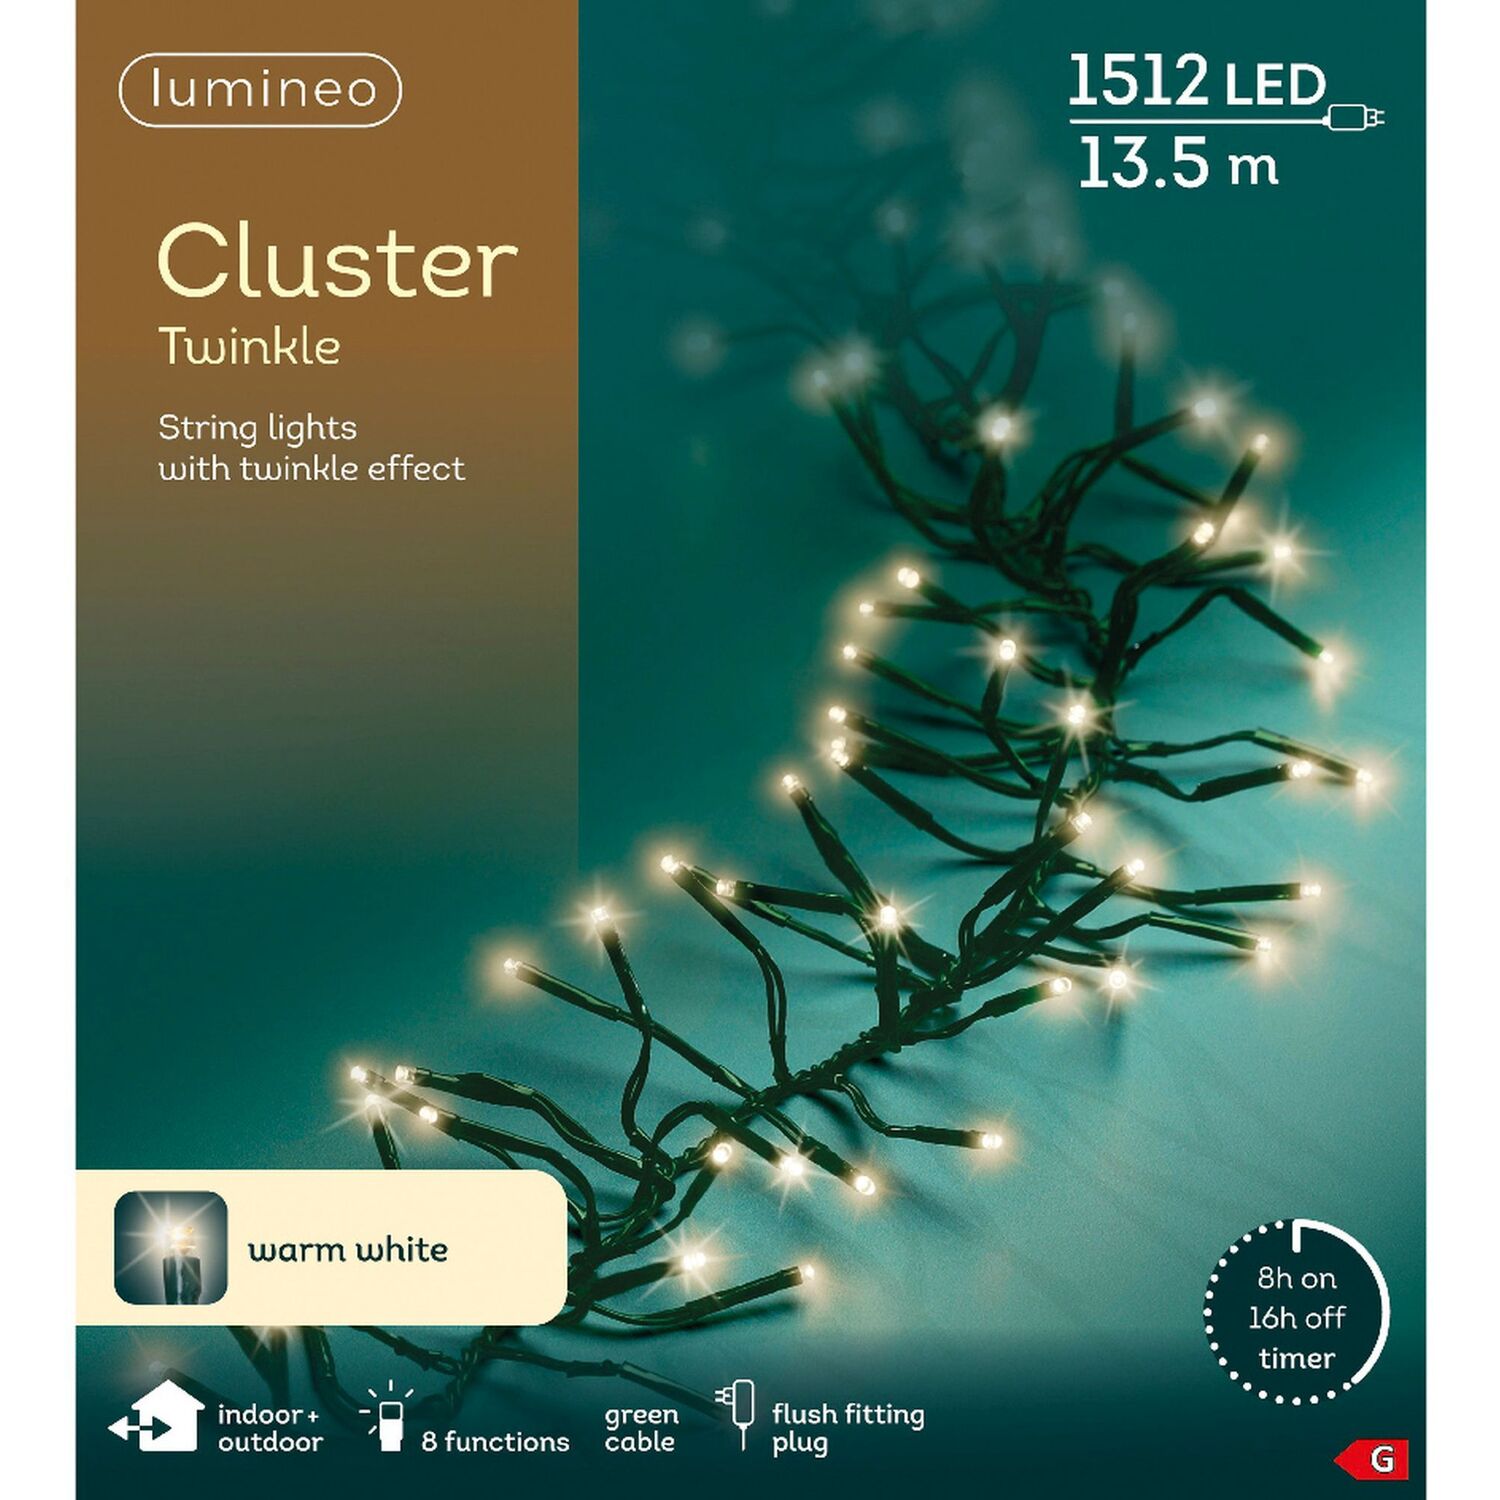 lumineo
1512 LED
13.5 m
Cluster
Twinkle
String lights
with twinkle effect
warm white
8h on
16h off
timer
indoor+
outdoor
8 functions
green
cable
flush fitting
plug
G